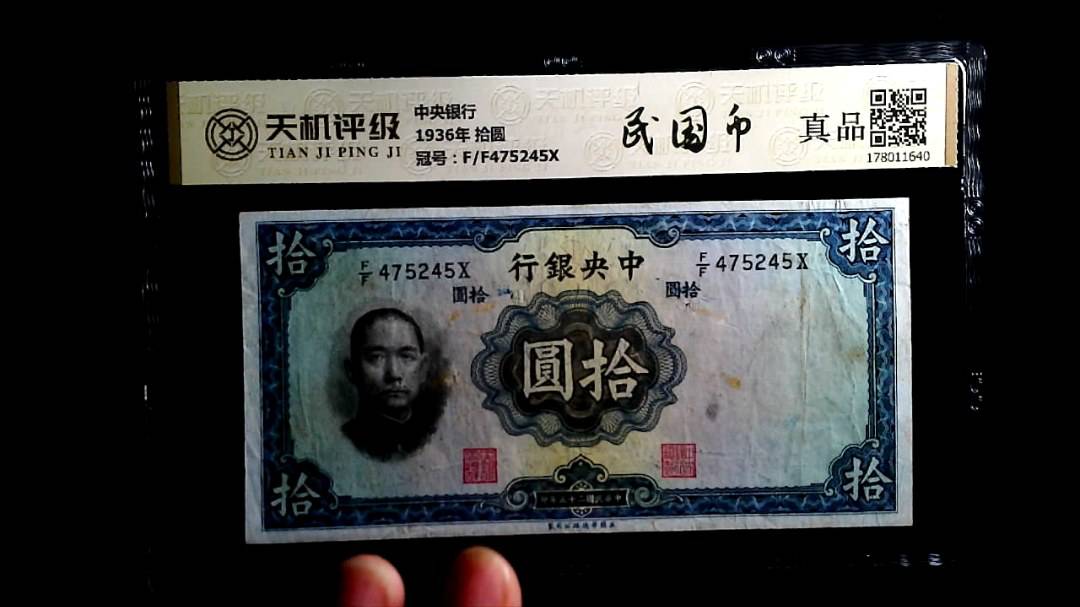 天机评级
TIAN JI PING JI
中央银行
1936年 拾圆
冠号：F/F475245X
民国币
真品
178011640
拾
拾
F/F 475245X
行銀央中
F/F 475245X
圓拾
圓拾
圓拾
拾
拾